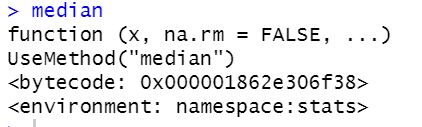 > median
function (x, na.rm = FALSE, ...)
UseMethod("median")
<bytecode: 0x000001862e306f38>
<environment: namespace:stats>